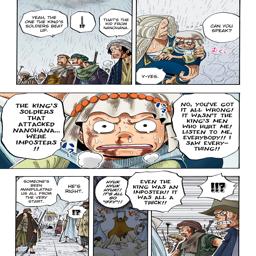 YEAH, THE
ONE THE KING'S
SOLDIERS BEAT
UP.
!?
THAT'S THE
KID FROM
NANOHANA...
CAN YOU
SPEAK?
Y-YES.
THE KING'S
SOLDIERS
THAT
ATTACKED
NANOHANA...
WERE
IMPOSTERS
!!
NO, YOU'VE GOT
IT ALL WRONG!
IT WASN'T
THE KING'S
MEN WHO
HURT ME!
LISTEN TO ME,
EVERYBODY!! I
SAW EVERY-
THING!!
SOMEONE'S
BEEN
MANIPULATING
US ALL FROM
THE VERY
START.
HE'S
RIGHT.
EVEN THE
KING WAS AN
IMPOSTER! IT
WAS ALL A
TRICK!!
!!?